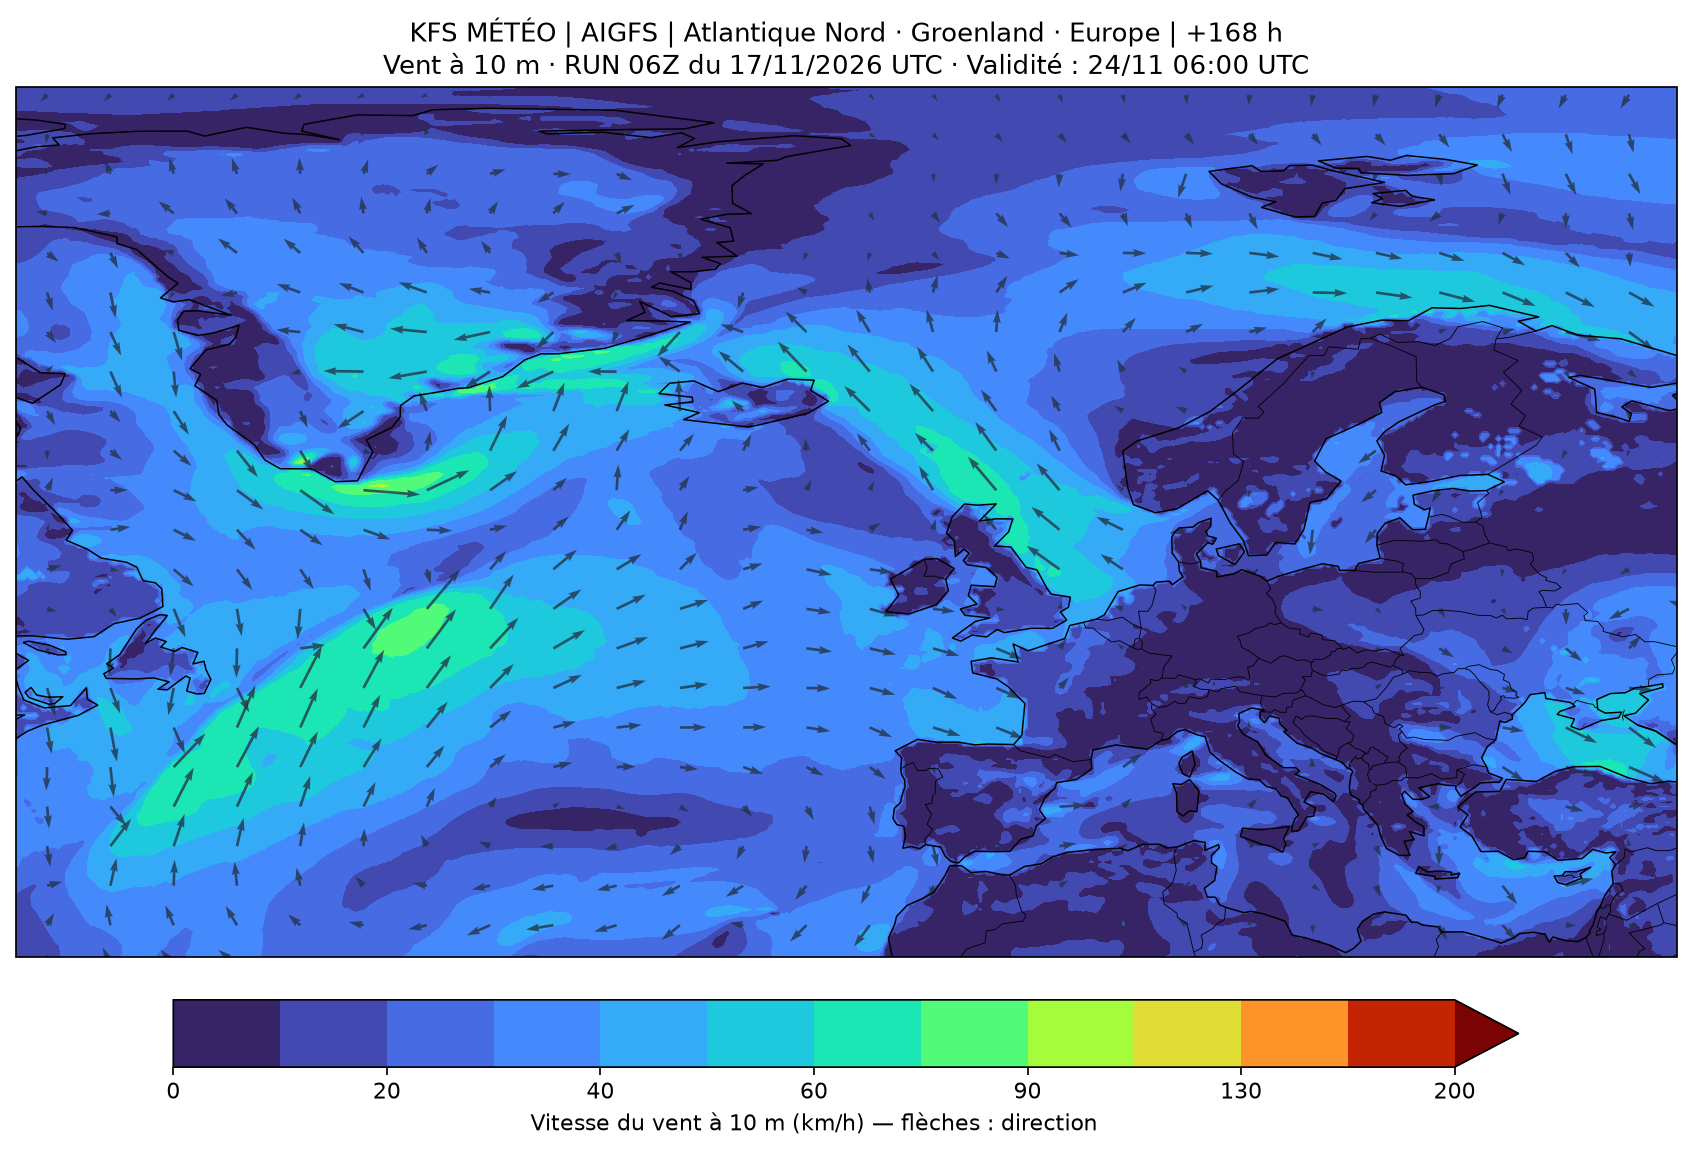 KFS MÉTÉO | AIGFS | Atlantique Nord · Groenland · Europe | +168 h
Vent à 10 m · RUN 06Z du 17/11/2026 UTC · Validité : 24/11 06:00 UTC
0 20 40 60 90 130 200
Vitesse du vent à 10 m (km/h) — flèches : direction